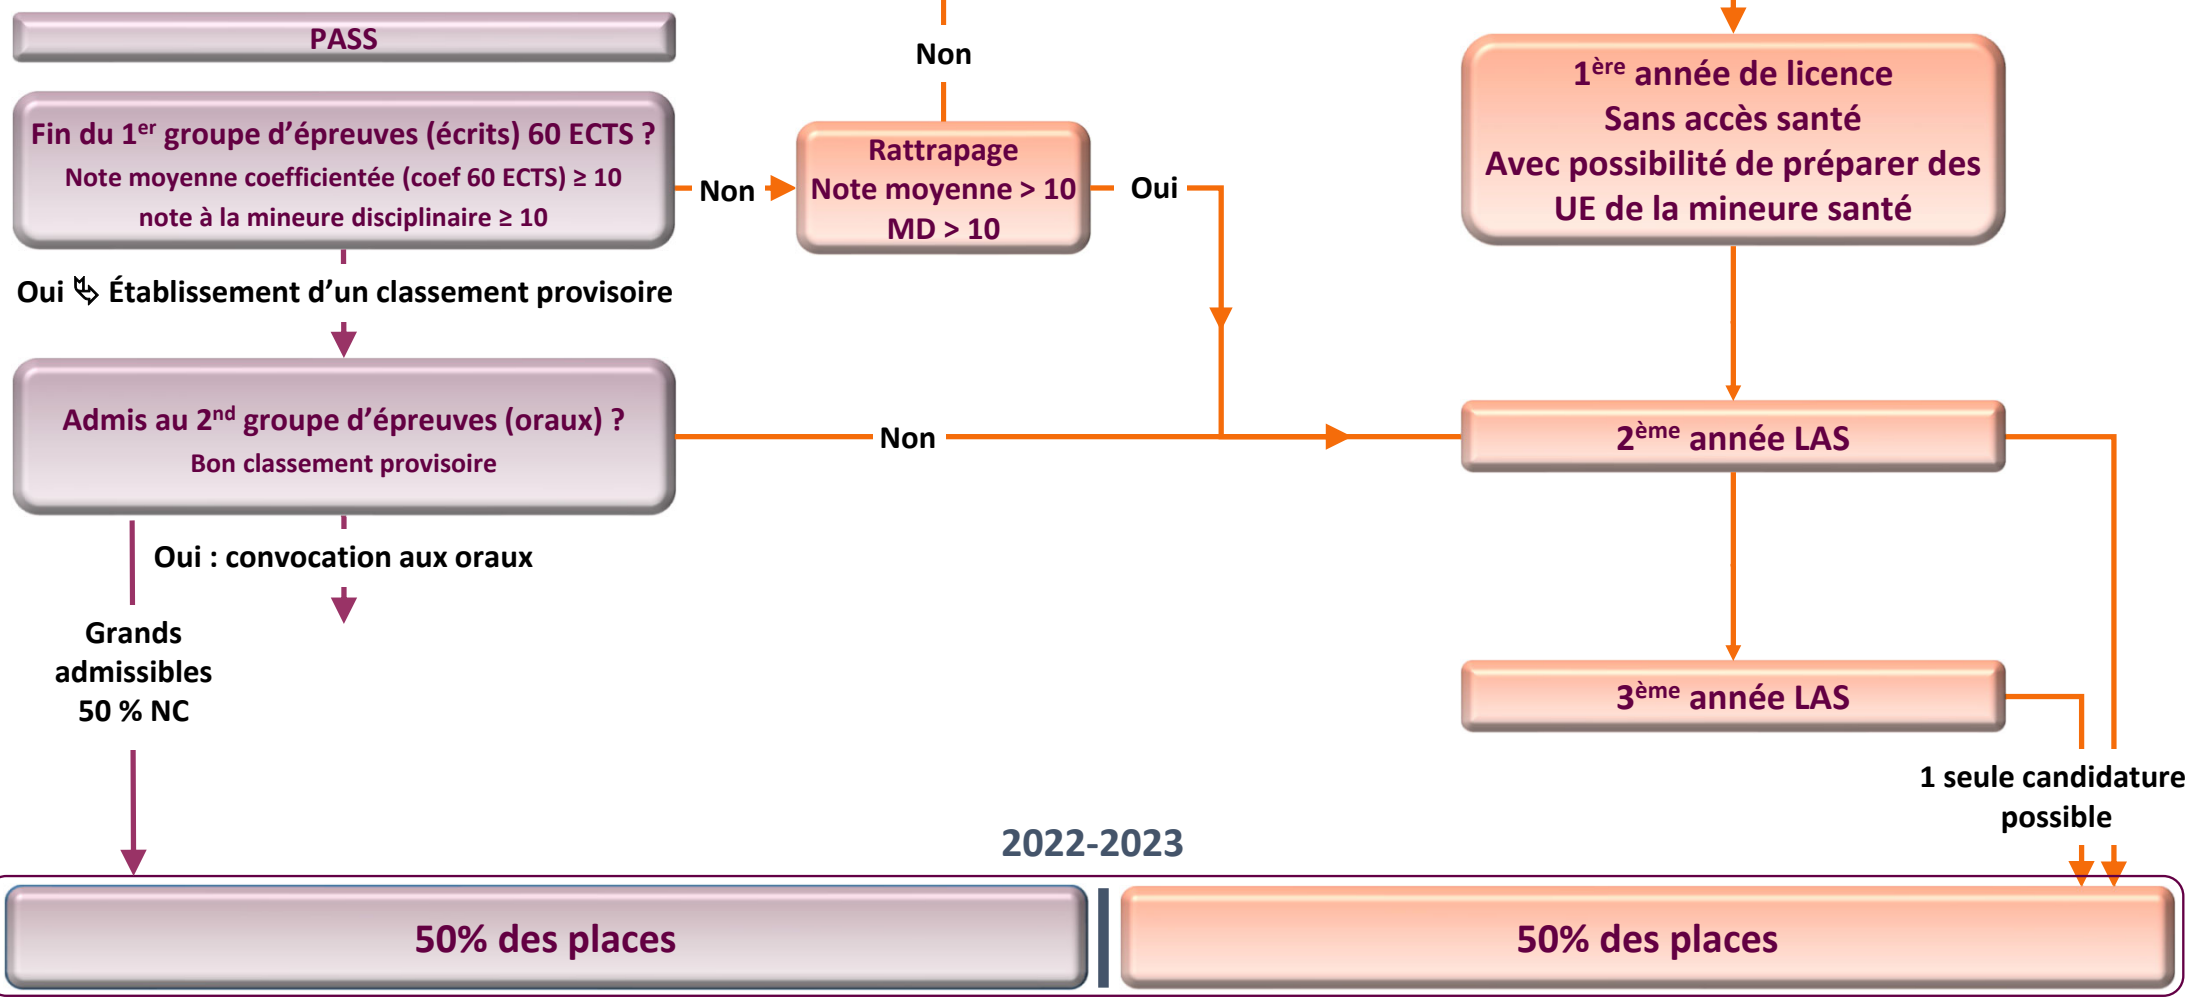 PASS
Fin du 1er groupe d'épreuves (écrits) 60 ECTS ?
Note moyenne coefficientée (coef 60 ECTS) ≥ 10
note à la mineure disciplinaire ≥ 10
Non
Non
Rattrapage
Note moyenne > 10
MD > 10
Oui
1ère année de licence
Sans accès santé
Avec possibilité de préparer des
UE de la mineure santé
Oui Établissement d'un classement provisoire
Admis au 2nd groupe d'épreuves (oraux) ?
Bon classement provisoire
Non
2ème année LAS
Oui : convocation aux oraux
Grands
admissibles
50 % NC
3ème année LAS
1 seule candidature
possible
2022-2023
50% des places
50% des places